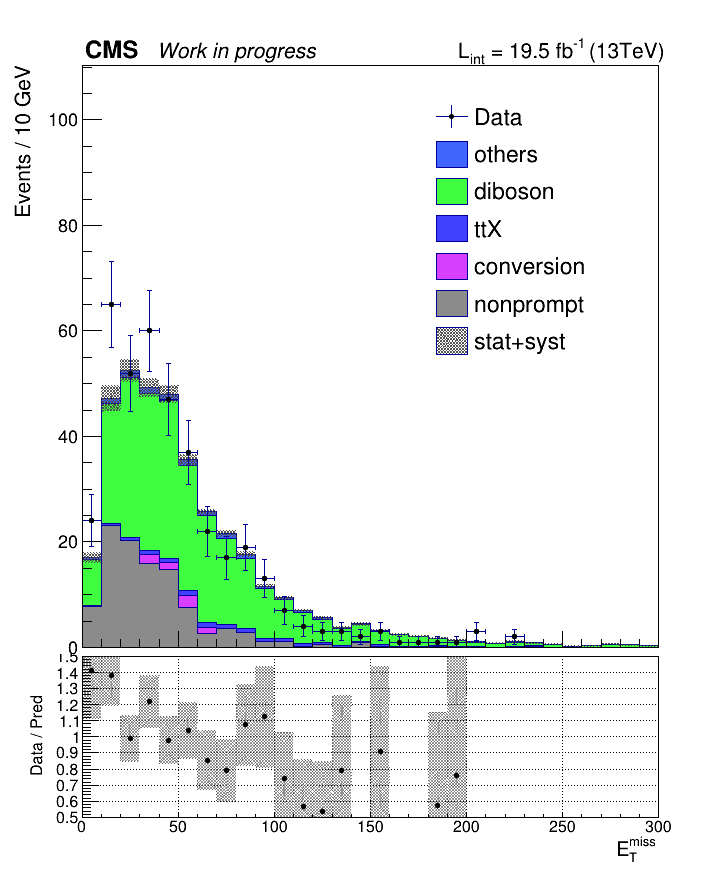 CMS Work in progress L_int = 19.5 fb^-1 (13TeV)
Events / 10 GeV
100
80
60
40
20
0
Data
others
diboson
ttX
conversion
nonprompt
stat+syst
Data / Pred
1.5
1.4
1.3
1.2
1.1
1
0.9
0.8
0.7
0.6
0.5
0 50 100 150 200 250 300
E_T^miss